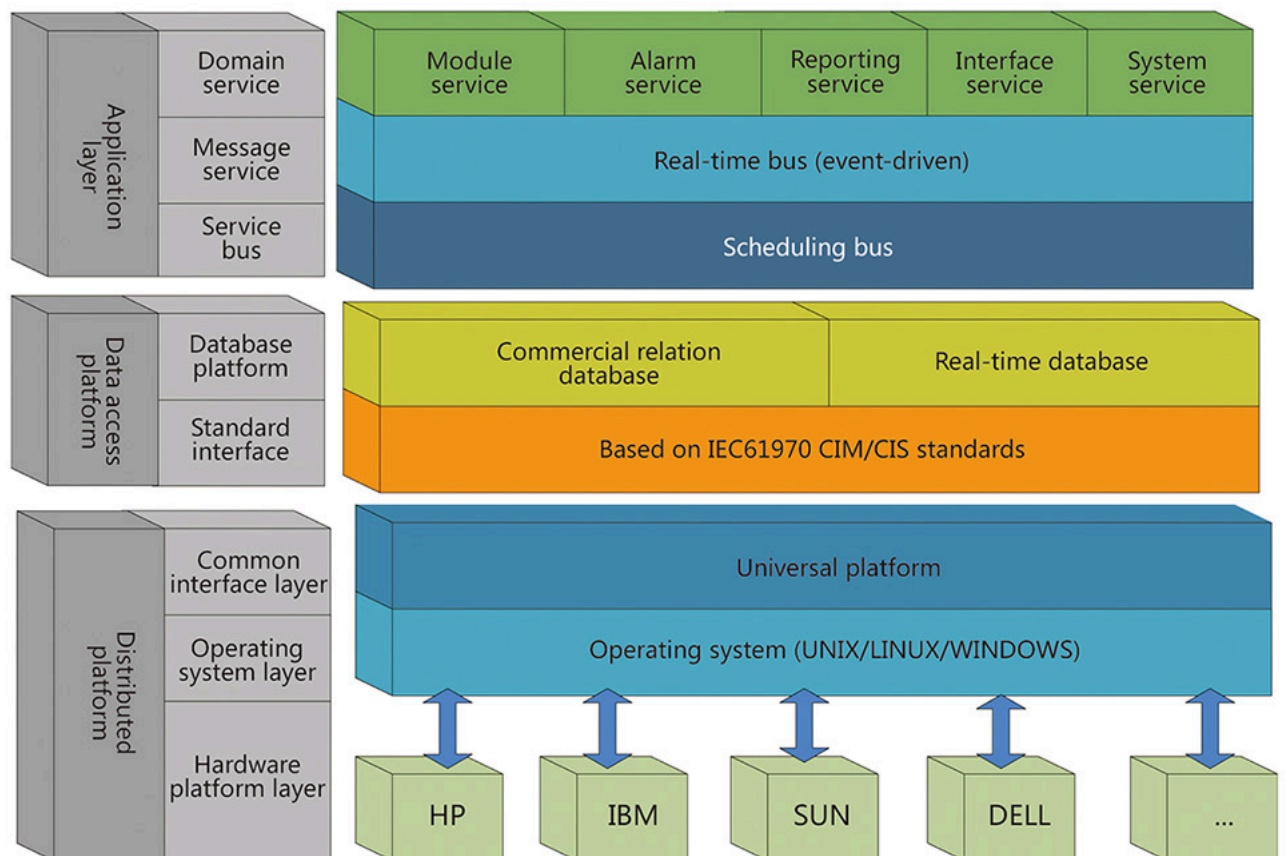 Application
layer
Domain
service
Message
service
Service
bus
Module
service
Alarm
service
Reporting
service
Interface
service
System
service
Real-time bus (event-driven)
Scheduling bus
Data access
platform
Database
platform
Standard
interface
Commercial relation
database
Real-time database
Based on IEC61970 CIM/CIS standards
Distributed
platform
Common
interface layer
Operating
system layer
Hardware
platform layer
Universal platform
Operating system (UNIX/LINUX/WINDOWS)
HP
IBM
SUN
DELL
...